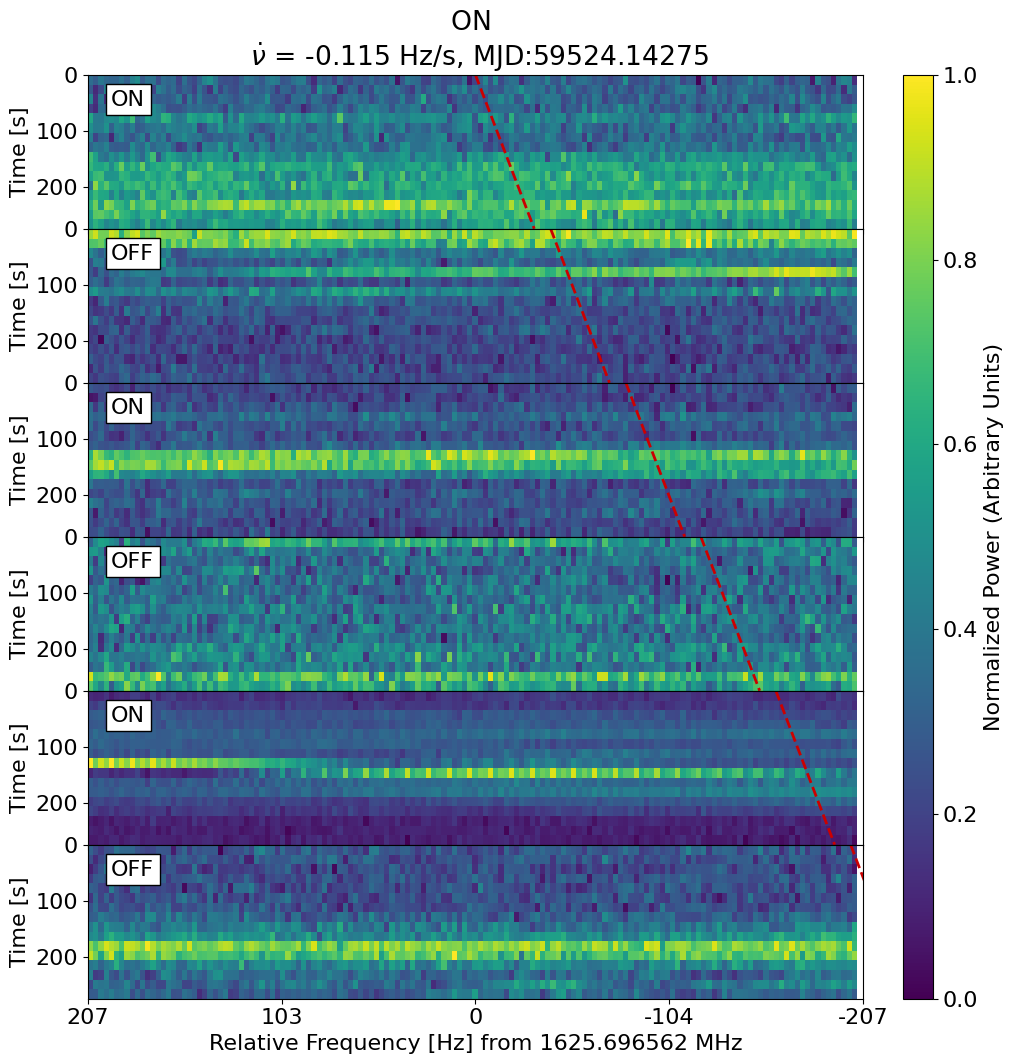 ON
ν̇ = -0.115 Hz/s, MJD:59524.14275
0
100
200
Time [s]
ON
0
100
200
Time [s]
OFF
0
100
200
Time [s]
ON
0
100
200
Time [s]
OFF
0
100
200
Time [s]
ON
0
100
200
Time [s]
OFF
207 103 0 -104 -207
Relative Frequency [Hz] from 1625.696562 MHz
1.0
0.8
0.6
0.4
0.2
0.0
Normalized Power (Arbitrary Units)